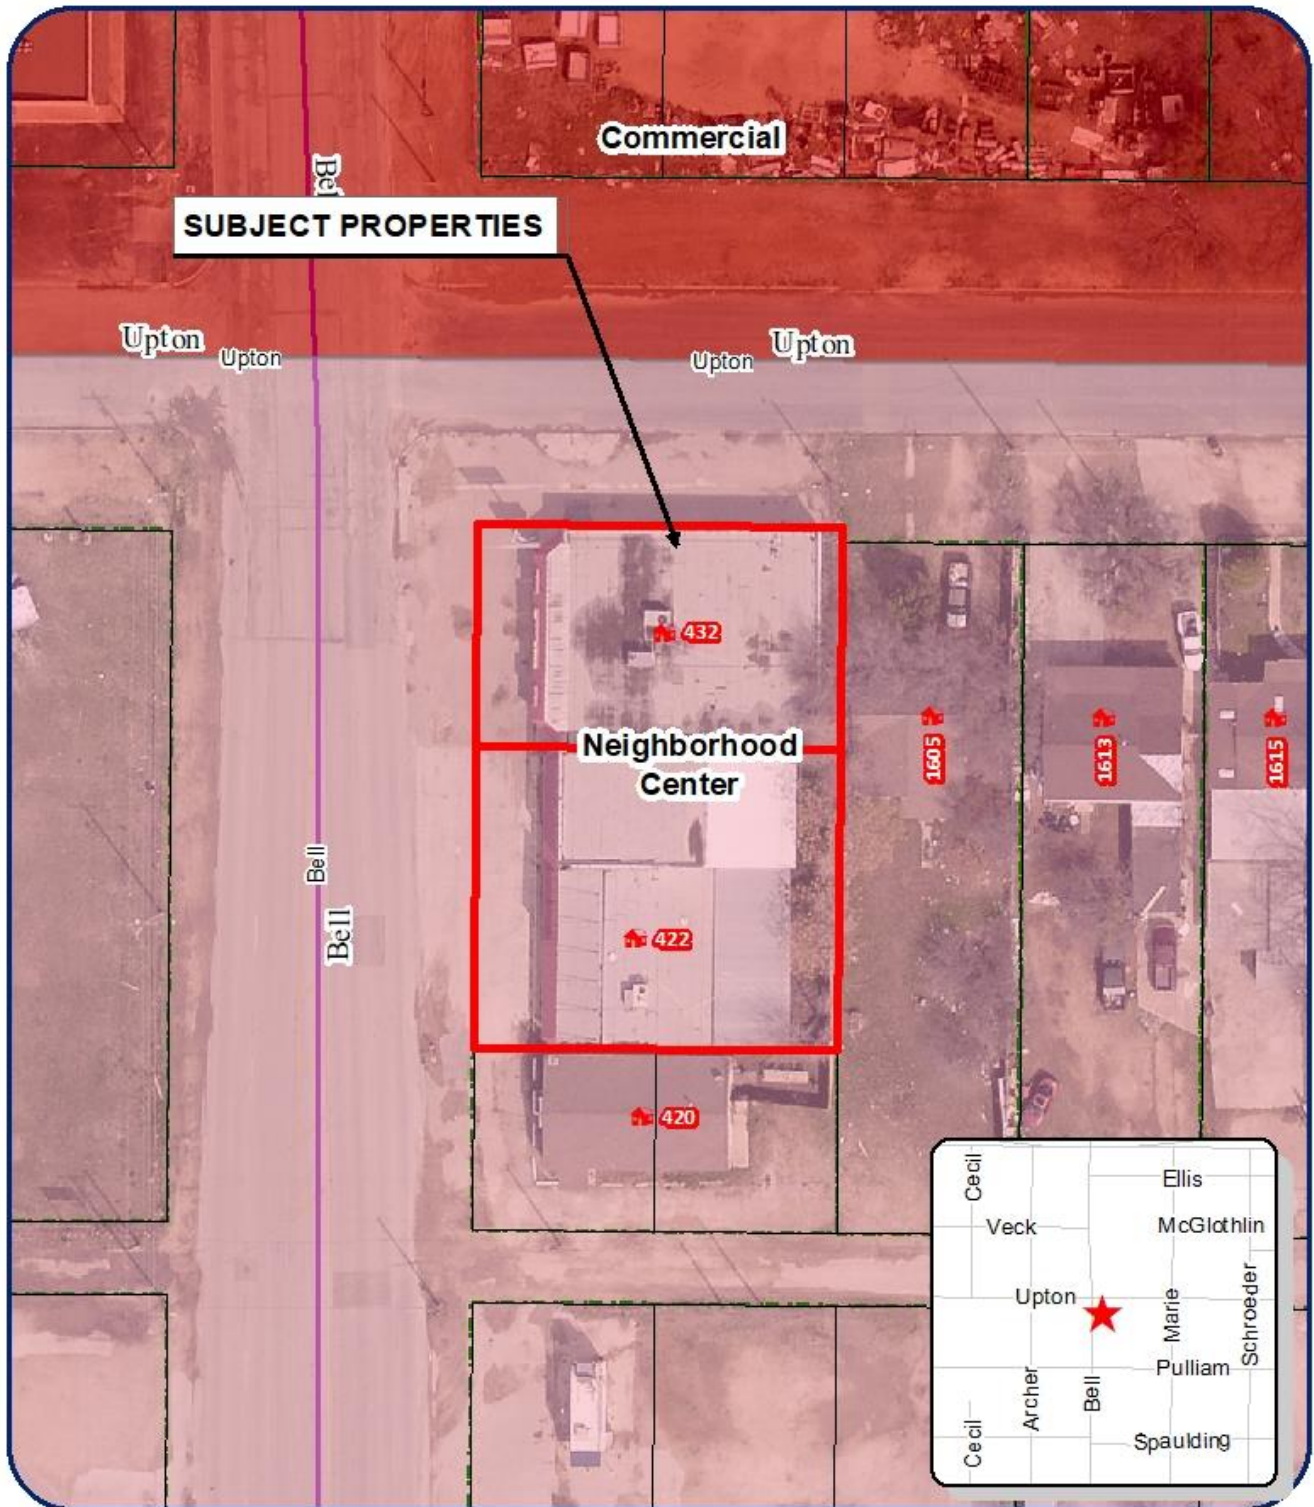 Commercial
Bel
SUBJECT PROPERTIES
Upton
Upton
Upton
Upton
432
Neighborhood
Center
1605
1613
1615
Bell
Bell
422
420
Cecil
Ellis
Veck
McGlothlin
Upton
Marie
Schroeder
Pulliam
Archer
Bell
Cecil
Spaulding